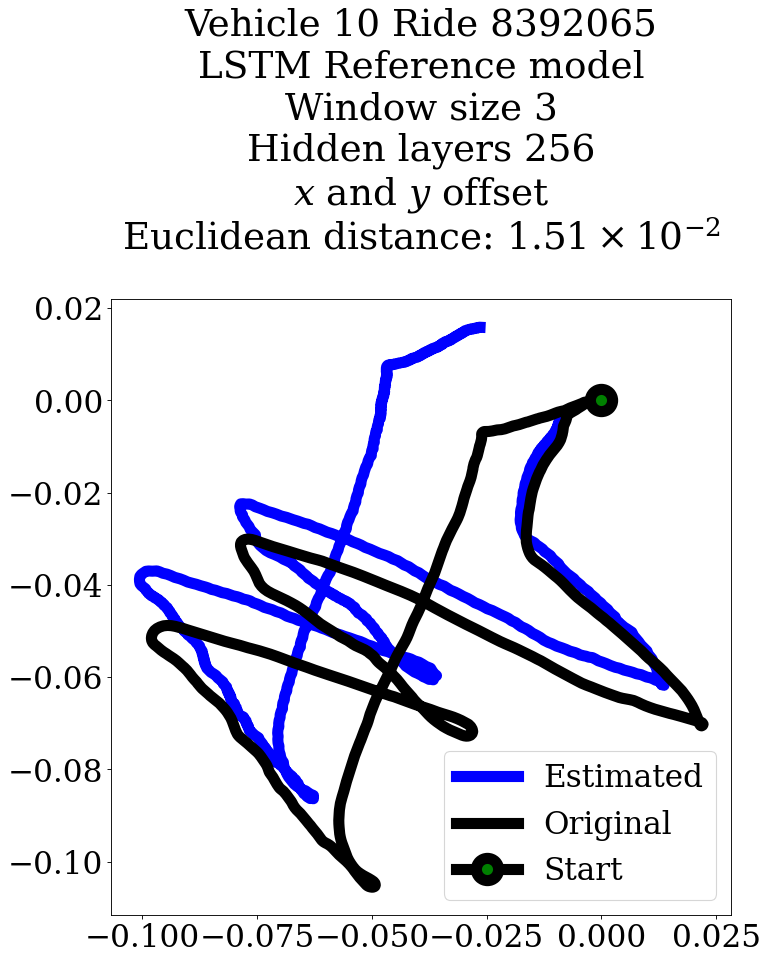 Vehicle 10 Ride 8392065
LSTM Reference model
Window size 3
Hidden layers 256
x and y offset
Euclidean distance: 1.51 × 10⁻²
0.02
0.00
−0.02
−0.04
−0.06
−0.08
−0.10
Estimated
Original
Start
−0.100 −0.075 −0.050 −0.025 0.000 0.025